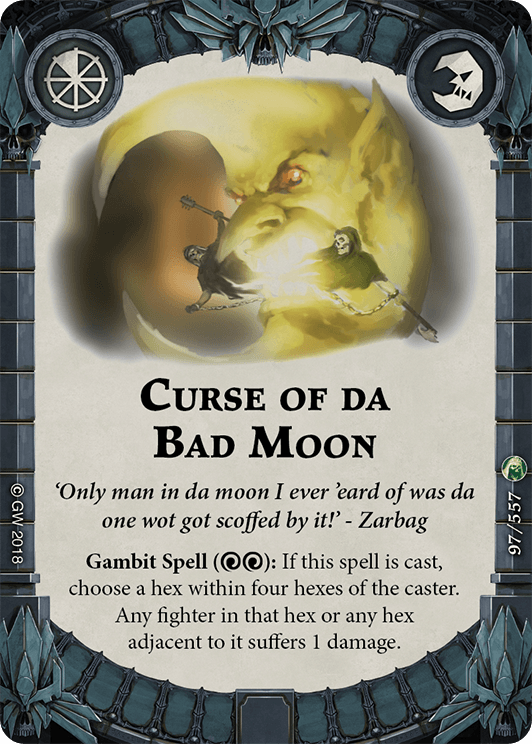 CURSE OF DA
BAD MOON
‘Only man in da moon I ever ’eard of was da
one wot got scoffed by it!’ - Zarbag
Gambit Spell (): If this spell is cast,
choose a hex within four hexes of the caster.
Any fighter in that hex or any hex
adjacent to it suffers 1 damage.
© GW 2018
97/557